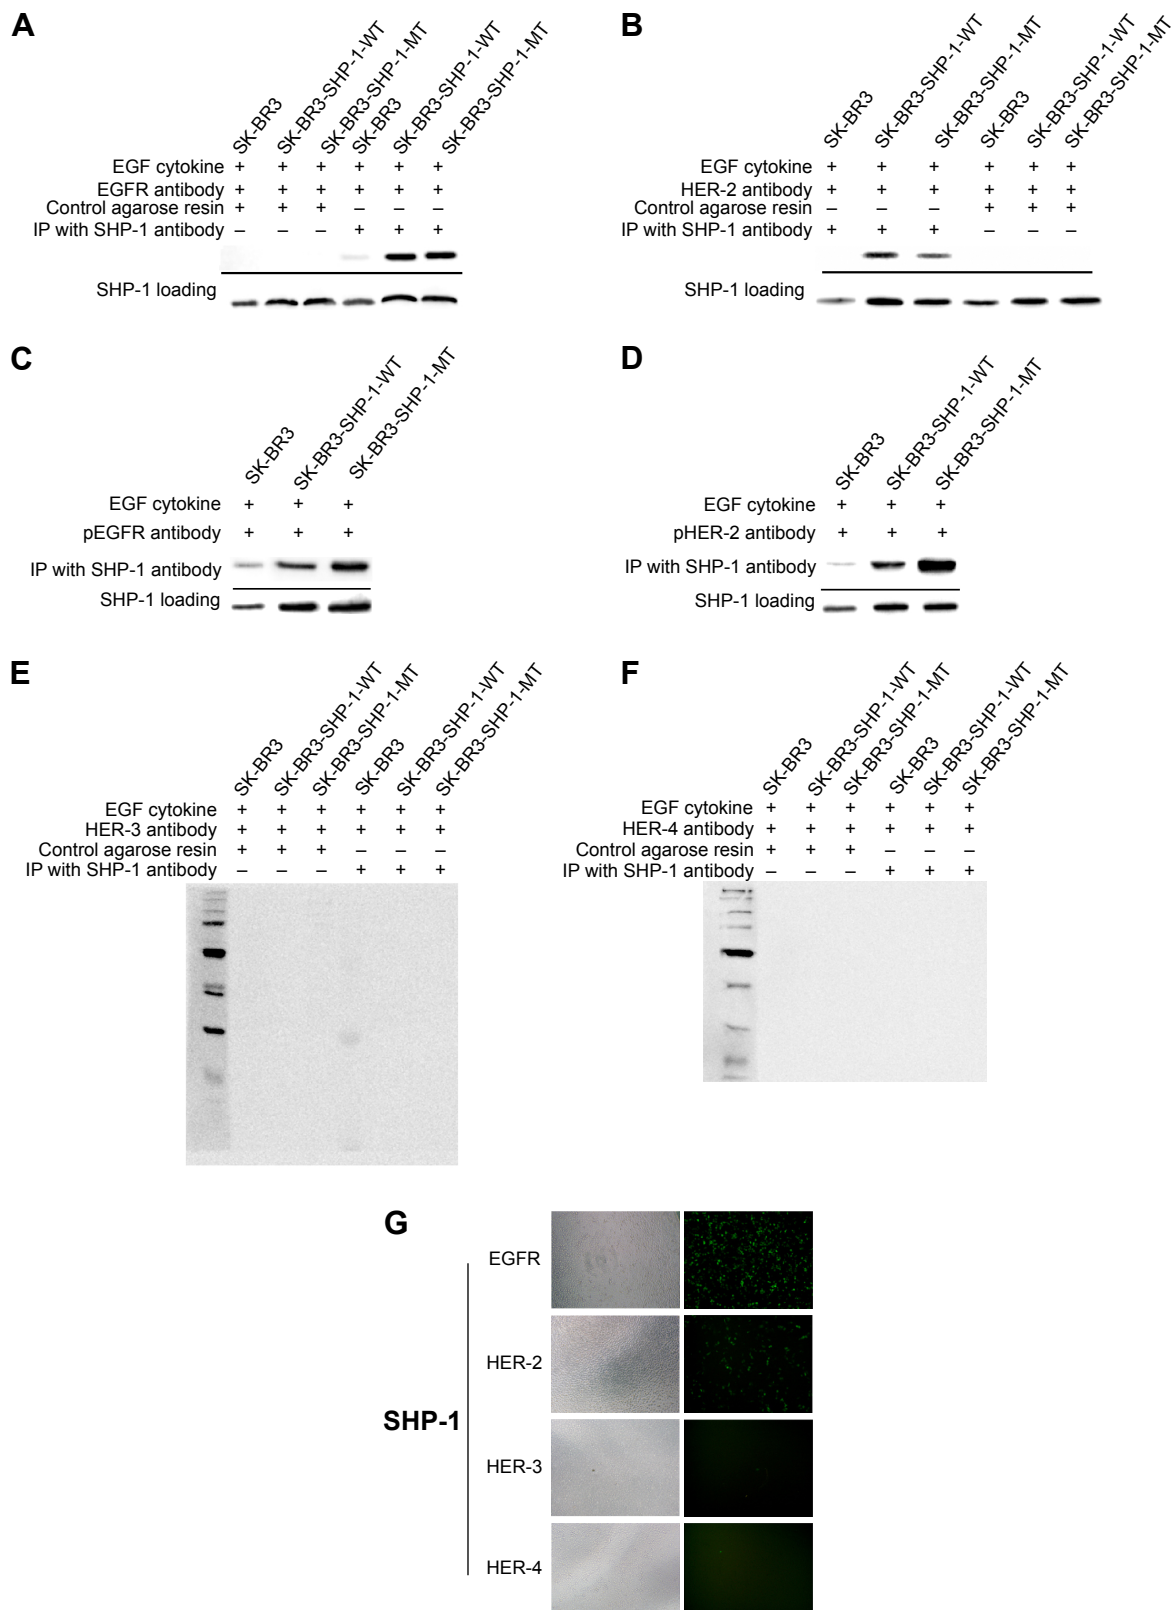 A
SK-BR3
SK-BR3-SHP-1-WT
SK-BR3-SHP-1-MT
SK-BR3
SK-BR3-SHP-1-WT
SK-BR3-SHP-1-MT
EGF cytokine + + + + + +
EGFR antibody + + + + + +
Control agarose resin + + + – – –
IP with SHP-1 antibody – – – + + +
SHP-1 loading
B
SK-BR3
SK-BR3-SHP-1-WT
SK-BR3-SHP-1-MT
SK-BR3
SK-BR3-SHP-1-WT
SK-BR3-SHP-1-MT
EGF cytokine + + + + + +
HER-2 antibody + + + + + +
Control agarose resin – – – + + +
IP with SHP-1 antibody + + + – – –
SHP-1 loading
C
SK-BR3
SK-BR3-SHP-1-WT
SK-BR3-SHP-1-MT
EGF cytokine + + +
pEGFR antibody + + +
IP with SHP-1 antibody
SHP-1 loading
D
SK-BR3
SK-BR3-SHP-1-WT
SK-BR3-SHP-1-MT
EGF cytokine + + +
pHER-2 antibody + + +
IP with SHP-1 antibody
SHP-1 loading
E
SK-BR3
SK-BR3-SHP-1-WT
SK-BR3-SHP-1-MT
SK-BR3
SK-BR3-SHP-1-WT
SK-BR3-SHP-1-MT
EGF cytokine + + + + + +
HER-3 antibody + + + + + +
Control agarose resin + + + – – –
IP with SHP-1 antibody – – – + + +
F
SK-BR3
SK-BR3-SHP-1-WT
SK-BR3-SHP-1-MT
SK-BR3
SK-BR3-SHP-1-WT
SK-BR3-SHP-1-MT
EGF cytokine + + + + + +
HER-4 antibody + + + + + +
Control agarose resin + + + – – –
IP with SHP-1 antibody – – – + + +
G
EGFR
HER-2
SHP-1
HER-3
HER-4